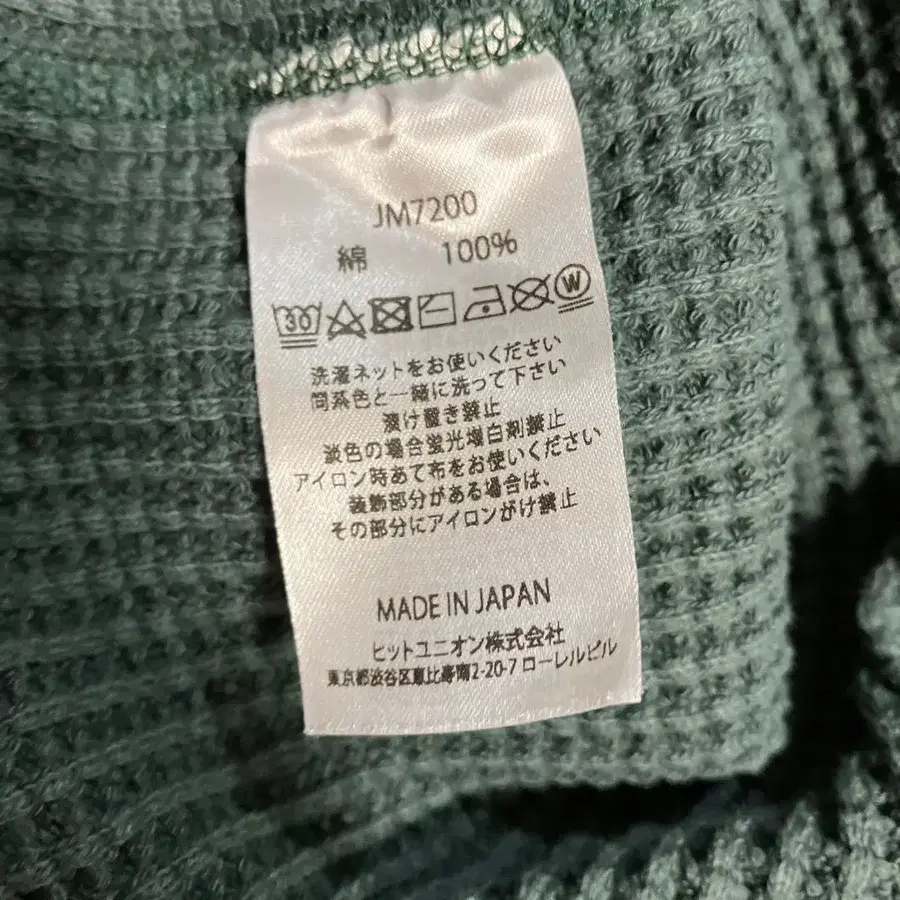 JM7200
綿 100%
30 W
洗濯ネットをお使いください
同系色と一緒に洗って下さい
漬け置き禁止
淡色の場合蛍光増白剤禁止
アイロン時あて布をお使いください
装飾部分がある場合は、
その部分にアイロンがけ禁止
MADE IN JAPAN
ヒットユニオン株式会社
東京都渋谷区恵比寿南2-20-7 ローレルビル